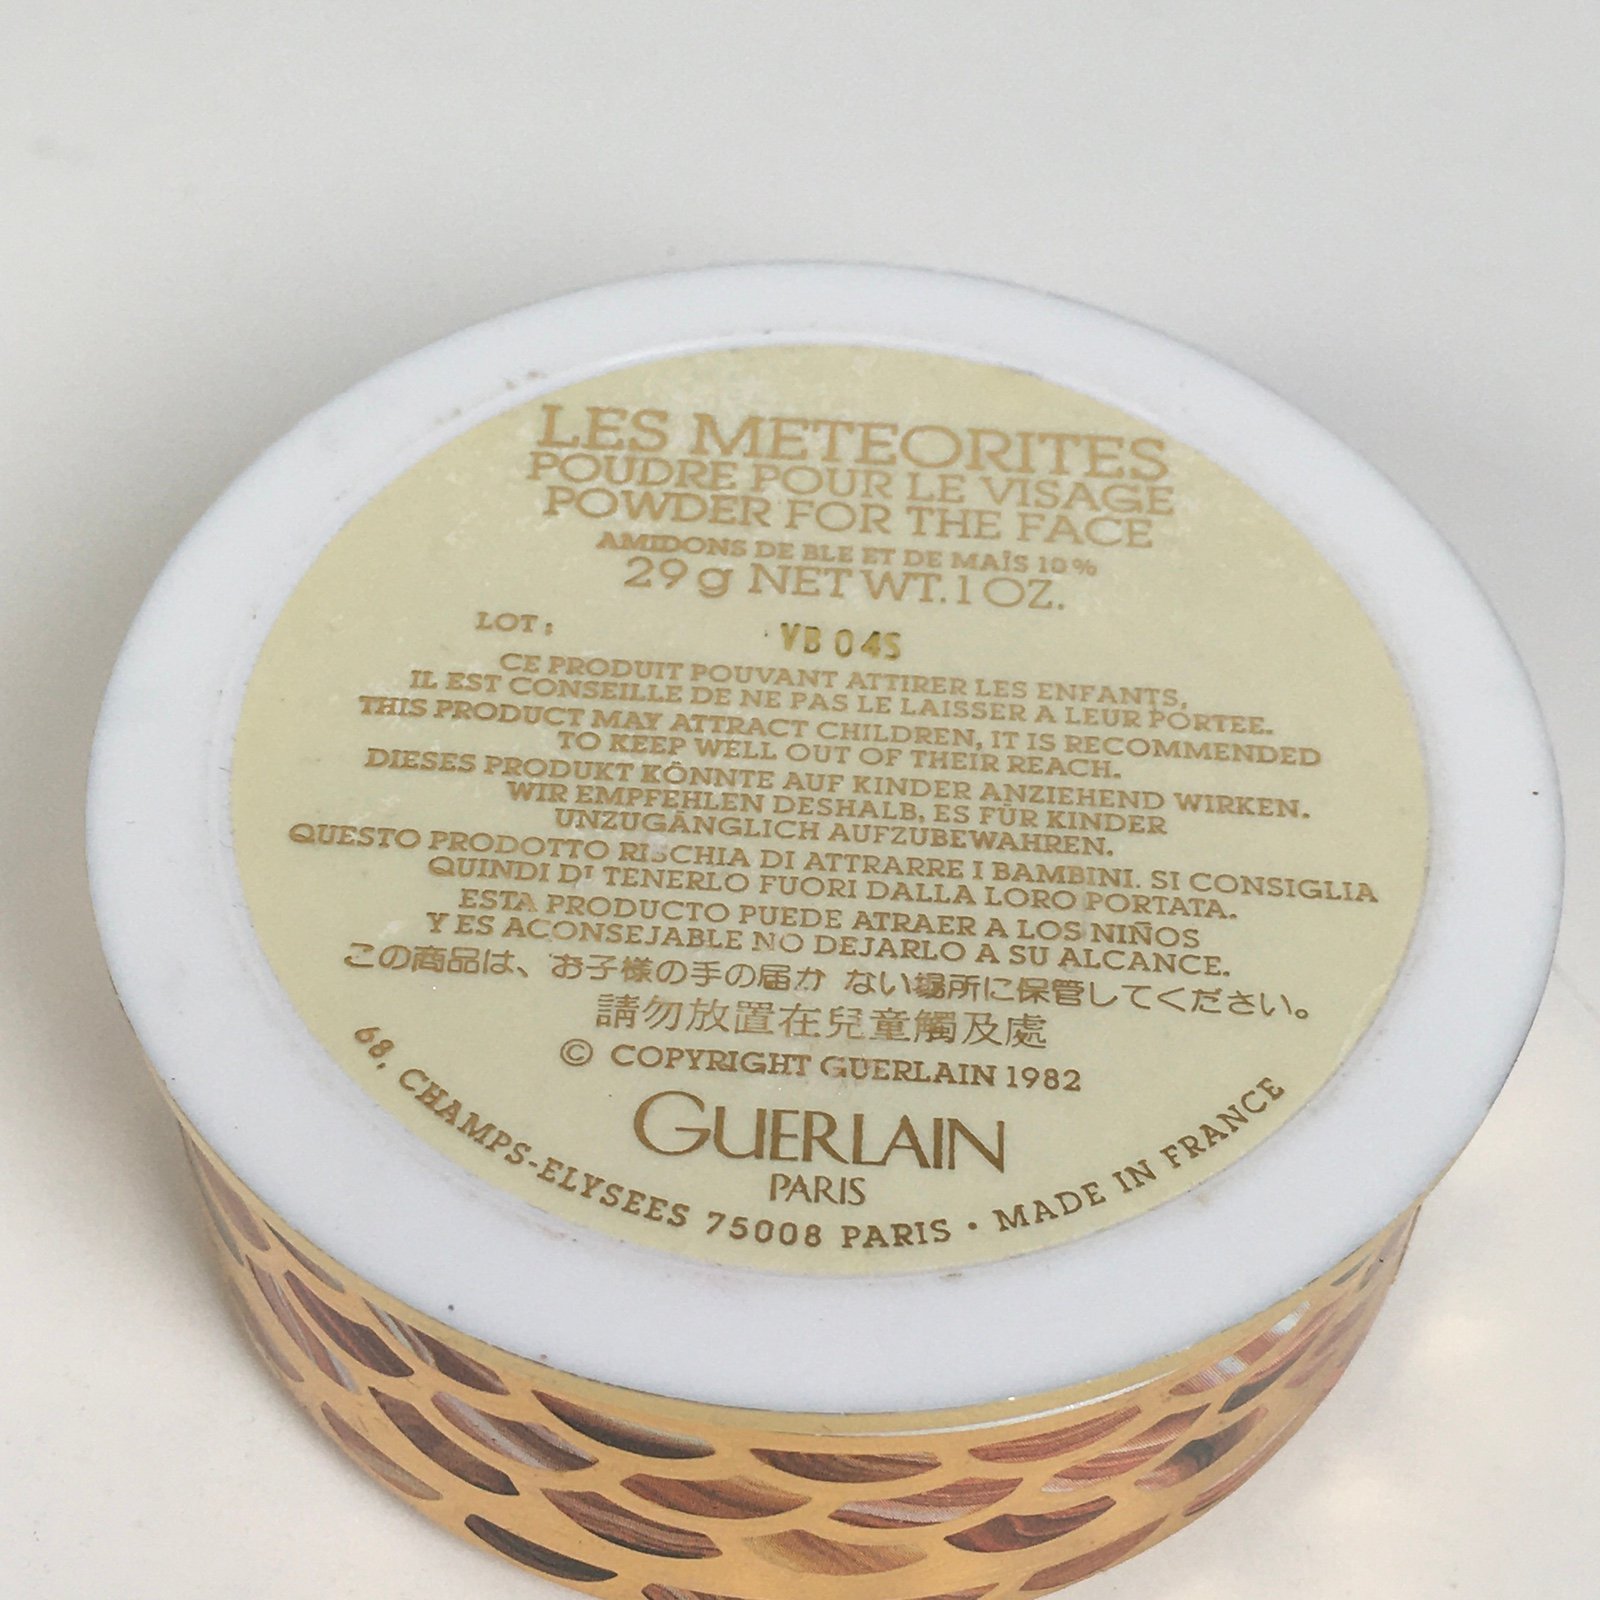 LES METEORITES
POUDRE POUR LE VISAGE
POWDER FOR THE FACE
AMIDONS DE BLE ET DE MAÏS 10%
29g NET WT. 1 OZ.
LOT: VB 04S
CE PRODUIT POUVANT ATTIRER LES ENFANTS,
IL EST CONSEILLE DE NE PAS LE LAISSER A LEUR PORTEE.
THIS PRODUCT MAY ATTRACT CHILDREN, IT IS RECOMMENDED
TO KEEP WELL OUT OF THEIR REACH.
DIESES PRODUKT KÖNNTE AUF KINDER ANZIEHEND WIRKEN.
WIR EMPFEHLEN DESHALB, ES FÜR KINDER
UNZUGÄNGLICH AUFZUBEWAHREN.
QUESTO PRODOTTO RISCHIA DI ATTRARRE I BAMBINI. SI CONSIGLIA
QUINDI DI TENERLO FUORI DALLA LORO PORTATA.
ESTA PRODUCTO PUEDE ATRAER A LOS NIÑOS
Y ES ACONSEJABLE NO DEJARLO A SU ALCANCE.
この商品は、お子様の手の届かない場所に保管してください。
請勿放置在兒童觸及處
© COPYRIGHT GUERLAIN 1982
GUERLAIN
PARIS
68, CHAMPS-ELYSEES 75008 PARIS • MADE IN FRANCE